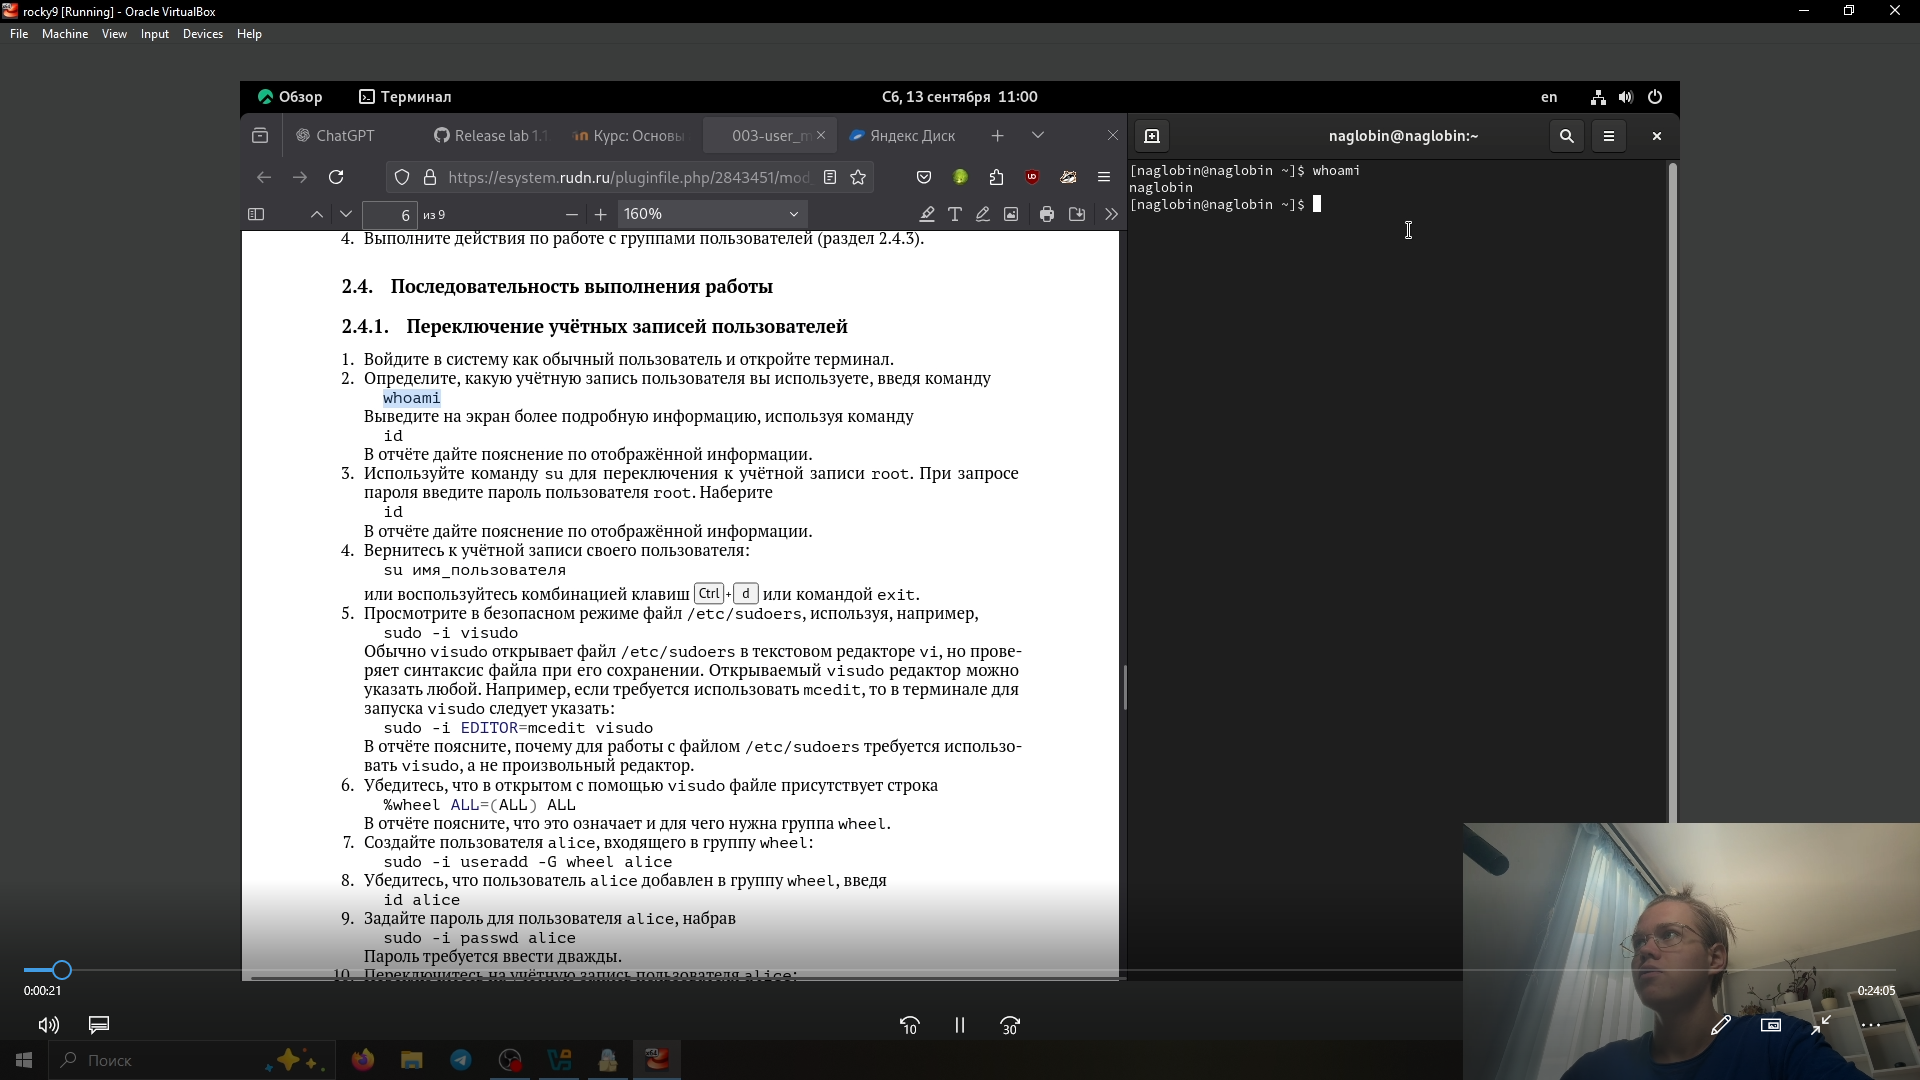 rocky9 [Running] - Oracle VirtualBox
File Machine View Input Devices Help
Обзор Терминал Сб, 13 сентября 11:00 en
ChatGPT Release lab 1.1 Курс: Основы 003-user_m Яндекс Диск
naglobin@naglobin:~
https://esystem.rudn.ru/pluginfile.php/2843451/mod_
6 из 9 160%
[naglobin@naglobin ~]$ whoami
naglobin
[naglobin@naglobin ~]$
4. Выполните действия по работе с группами пользователей (раздел 2.4.3).
2.4. Последовательность выполнения работы
2.4.1. Переключение учётных записей пользователей
1. Войдите в систему как обычный пользователь и откройте терминал.
2. Определите, какую учётную запись пользователя вы используете, введя команду
whoami
Выведите на экран более подробную информацию, используя команду
id
В отчёте дайте пояснение по отображённой информации.
3. Используйте команду su для переключения к учётной записи root. При запросе
пароля введите пароль пользователя root. Наберите
id
В отчёте дайте пояснение по отображённой информации.
4. Вернитесь к учётной записи своего пользователя:
su имя_пользователя
или воспользуйтесь комбинацией клавиш Ctrl + d или командой exit.
5. Просмотрите в безопасном режиме файл /etc/sudoers, используя, например,
sudo -i visudo
Обычно visudo открывает файл /etc/sudoers в текстовом редакторе vi, но прове-
ряет синтаксис файла при его сохранении. Открываемый visudo редактор можно
указать любой. Например, если требуется использовать mcedit, то в терминале для
запуска visudo следует указать:
sudo -i EDITOR=mcedit visudo
В отчёте поясните, почему для работы с файлом /etc/sudoers требуется использо-
вать visudo, а не произвольный редактор.
6. Убедитесь, что в открытом с помощью visudo файле присутствует строка
%wheel ALL=(ALL) ALL
В отчёте поясните, что это означает и для чего нужна группа wheel.
7. Создайте пользователя alice, входящего в группу wheel:
sudo -i useradd -G wheel alice
8. Убедитесь, что пользователь alice добавлен в группу wheel, введя
id alice
9. Задайте пароль для пользователя alice, набрав
sudo -i passwd alice
Пароль требуется ввести дважды.
10. Переключитесь на учётную запись пользователя alice:
0:00:21 0:24:05
10 30
Поиск